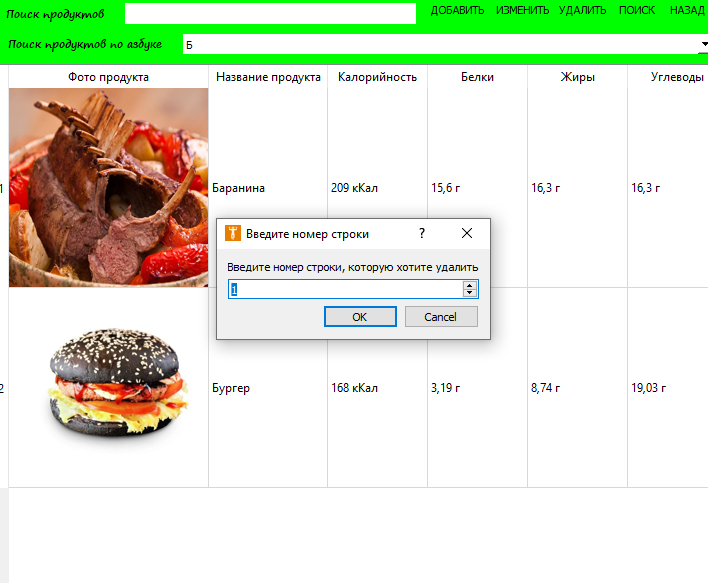 Поиск продуктов ДОБАВИТЬ ИЗМЕНИТЬ УДАЛИТЬ ПОИСК НАЗАД
Поиск продуктов по азбуке Б
Фото продукта Название продукта Калорийность Белки Жиры Углеводы
1 Баранина 209 кКал 15,6 г 16,3 г 16,3 г
Введите номер строки ?
Введите номер строки, которую хотите удалить
1
OK Cancel
2 Бургер 168 кКал 3,19 г 8,74 г 19,03 г